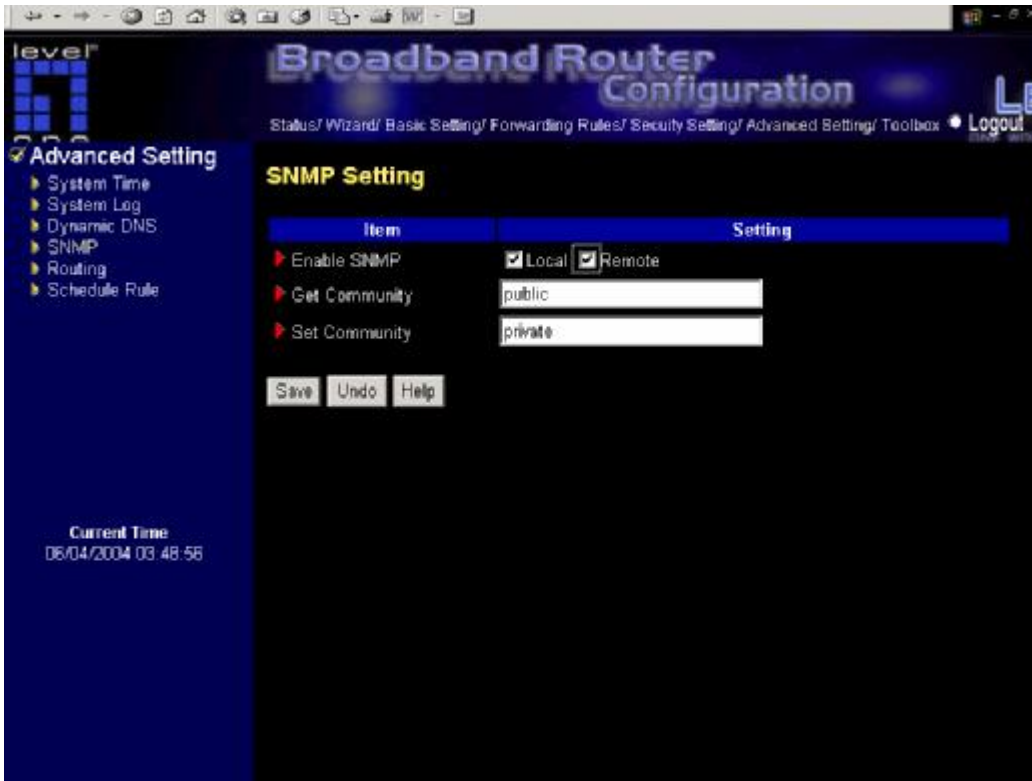 level
Broadband Router
Configuration
Status/ Wizard/ Basic Setting/ Forwarding Rules/ Security Setting/ Advanced Setting/ Toolbox
Logout
Advanced Setting
System Time
System Log
Dynamic DNS
SNMP
Routing
Schedule Rule
SNMP Setting
Item Setting
Enable SNMP Local Remote
Get Community public
Set Community private
Save Undo Help
Current Time
06/04/2004 03:48:56